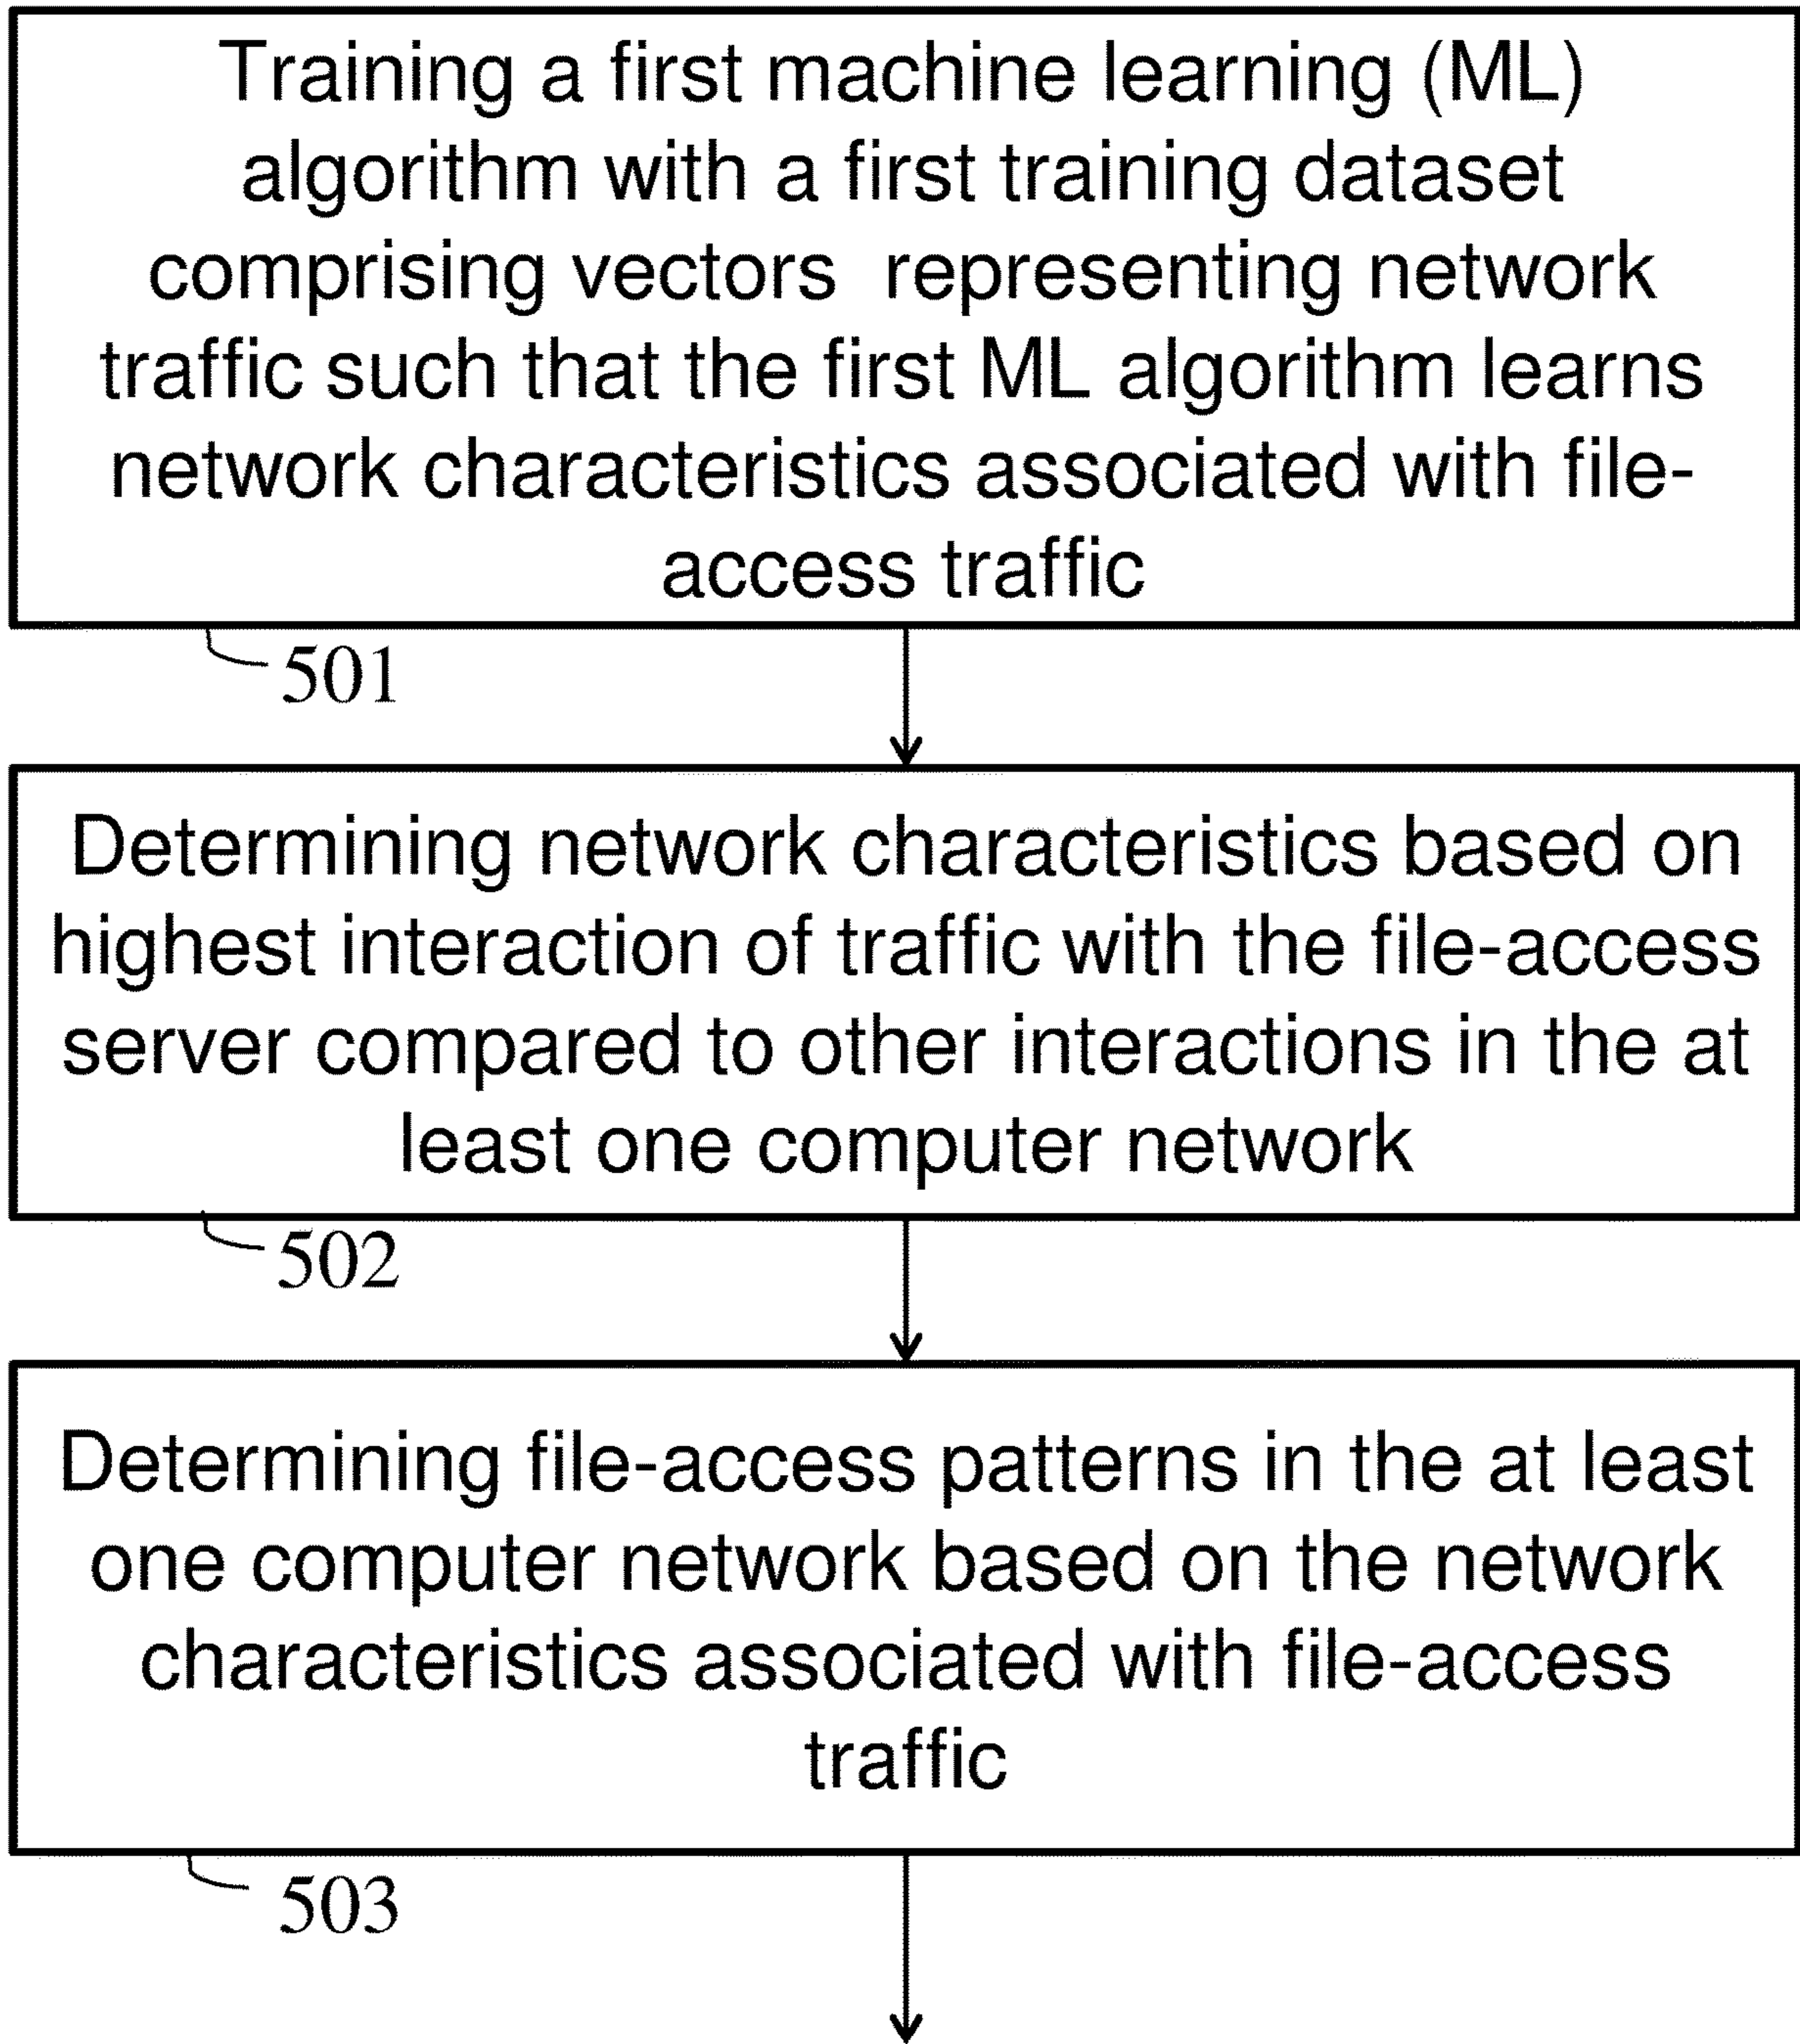 Training a first machine learning (ML)
algorithm with a first training dataset
comprising vectors representing network
traffic such that the first ML algorithm learns
network characteristics associated with file-
access traffic
501
Determining network characteristics based on
highest interaction of traffic with the file-access
server compared to other interactions in the at
least one computer network
502
Determining file-access patterns in the at least
one computer network based on the network
characteristics associated with file-access
traffic
503